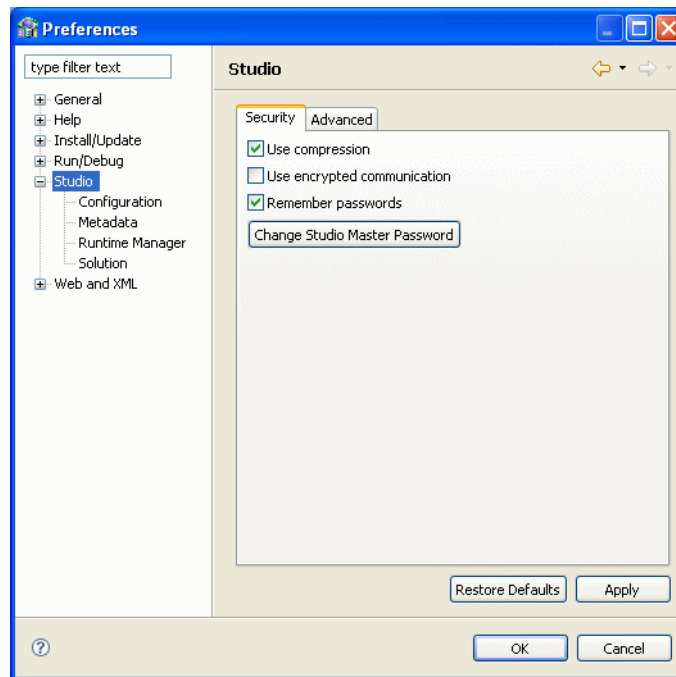 Preferences
type filter text
Studio
General
Help
Install/Update
Run/Debug
Studio
Configuration
Metadata
Runtime Manager
Solution
Web and XML
Security
Advanced
Use compression
Use encrypted communication
Remember passwords
Change Studio Master Password
Restore Defaults
Apply
OK
Cancel